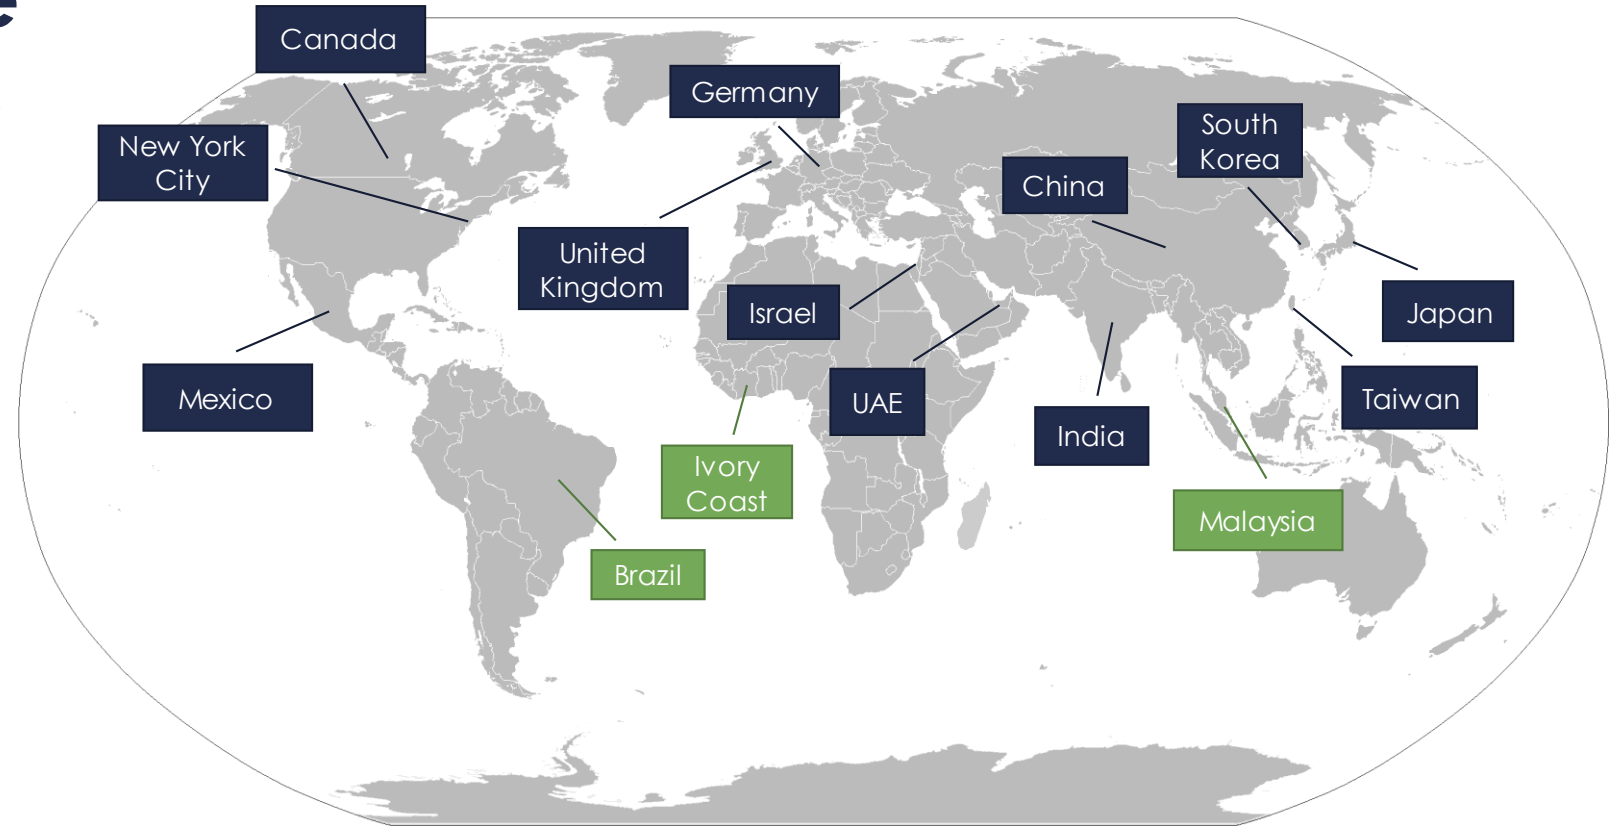 e
Canada
Germany
New York
City
South
Korea
China
United
Kingdom
Israel
Japan
Mexico
UAE
Taiwan
India
Ivory
Coast
Malaysia
Brazil